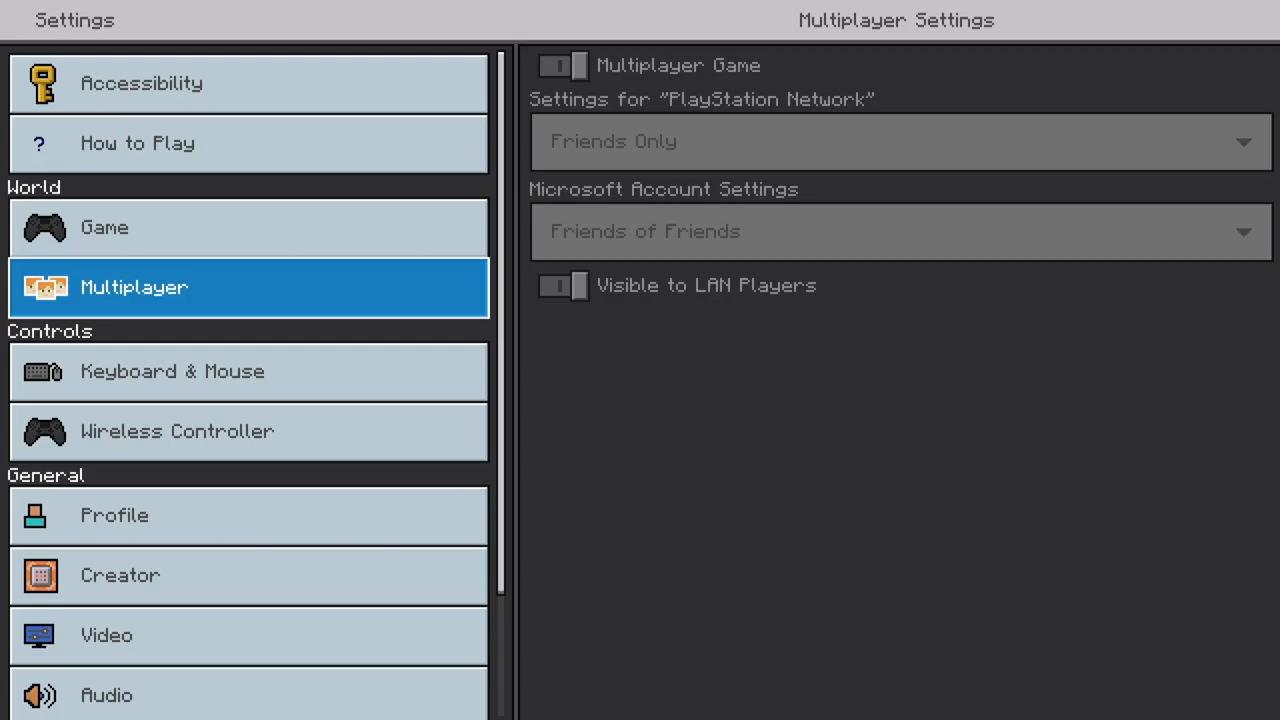 Settings
Multiplayer Settings
Accessibility
? How to Play
World
Game
Multiplayer
Controls
Keyboard & Mouse
Wireless Controller
General
Profile
Creator
Video
Audio
Multiplayer Game
Settings for "PlayStation Network"
Friends Only
Microsoft Account Settings
Friends of Friends
Visible to LAN Players